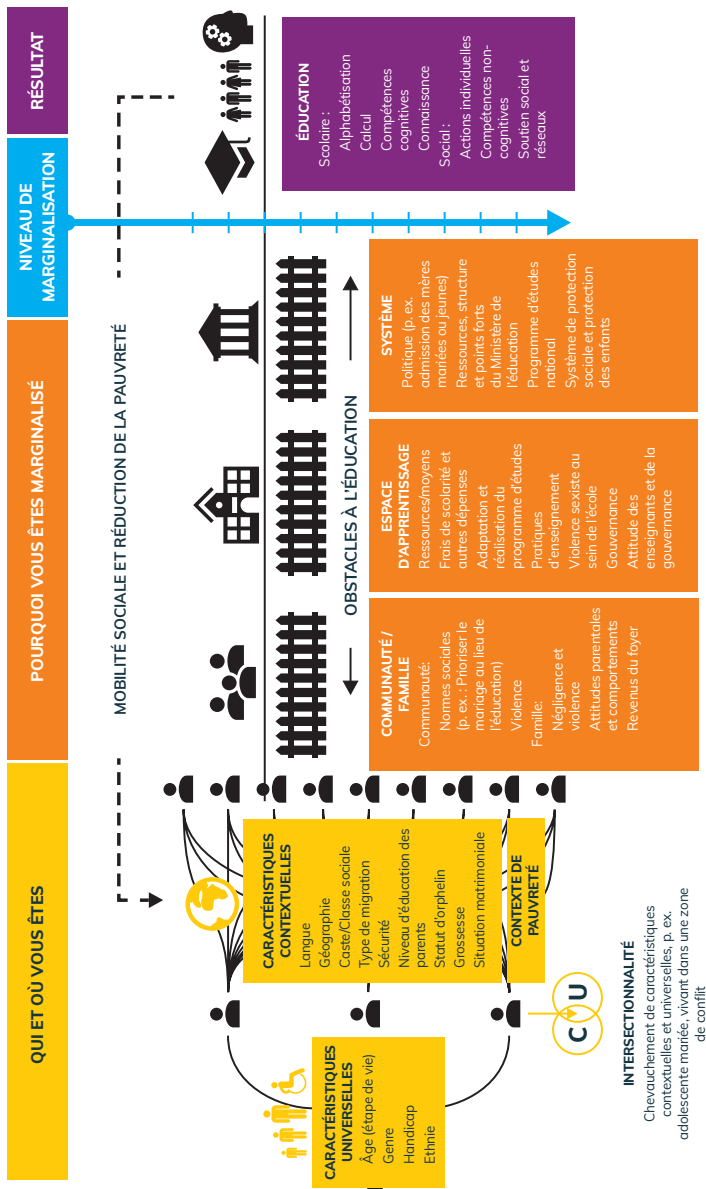 QUI ET OÙ VOUS ÊTES
POURQUOI VOUS ÊTES MARGINALISÉ
NIVEAU DE
MARGINALISATION
RÉSULTAT
MOBILITÉ SOCIALE ET RÉDUCTION DE LA PAUVRETÉ
CARACTÉRISTIQUES
UNIVERSELLES
Âge (étape de vie)
Genre
Handicap
Ethnie
CARACTÉRISTIQUES
CONTEXTUELLES
Langue
Géographie
Caste/Classe sociale
Type de migration
Sécurité
Niveau d'éducation des
parents
Statut d'orphelin
Grossesse
Situation matrimoniale
CONTEXTE DE
PAUVRETÉ
C U
INTERSECTIONNALITÉ
Chevauchement de caractéristiques
contextuelles et universelles, p. ex.
adolescente mariée, vivant dans une zone
de conflit
OBSTACLES À L'ÉDUCATION
COMMUNAUTÉ /
FAMILLE
Communauté:
Normes sociales
(p. ex. : Prioriser le
mariage au lieu de
l'éducation)
Violence
Famille:
Négligence et
violence
Attitudes parentales
et comportements
Revenus du foyer
ESPACE
D'APPRENTISSAGE
Ressources/moyens
Frais de scolarité et
autres dépenses
Adaptation et
réalisation du
programme d'études
Pratiques
d'enseignement
Violence sexiste au
sein de l'école
Gouvernance
Attitude des
enseignants et de la
gouvernance
SYSTÈME
Politique (p. ex.
admission des mères
mariées ou jeunes)
Ressources, structure
et points forts
du Ministère de
l'éducation
Programme d'études
national
Système de protection
sociale et protection
des enfants
ÉDUCATION
Scolaire :
Alphabétisation
Calcul
Compétences
cognitives
Connaissance
Social :
Actions individuelles
Compétences non-
cognitives
Soutien social et
réseaux